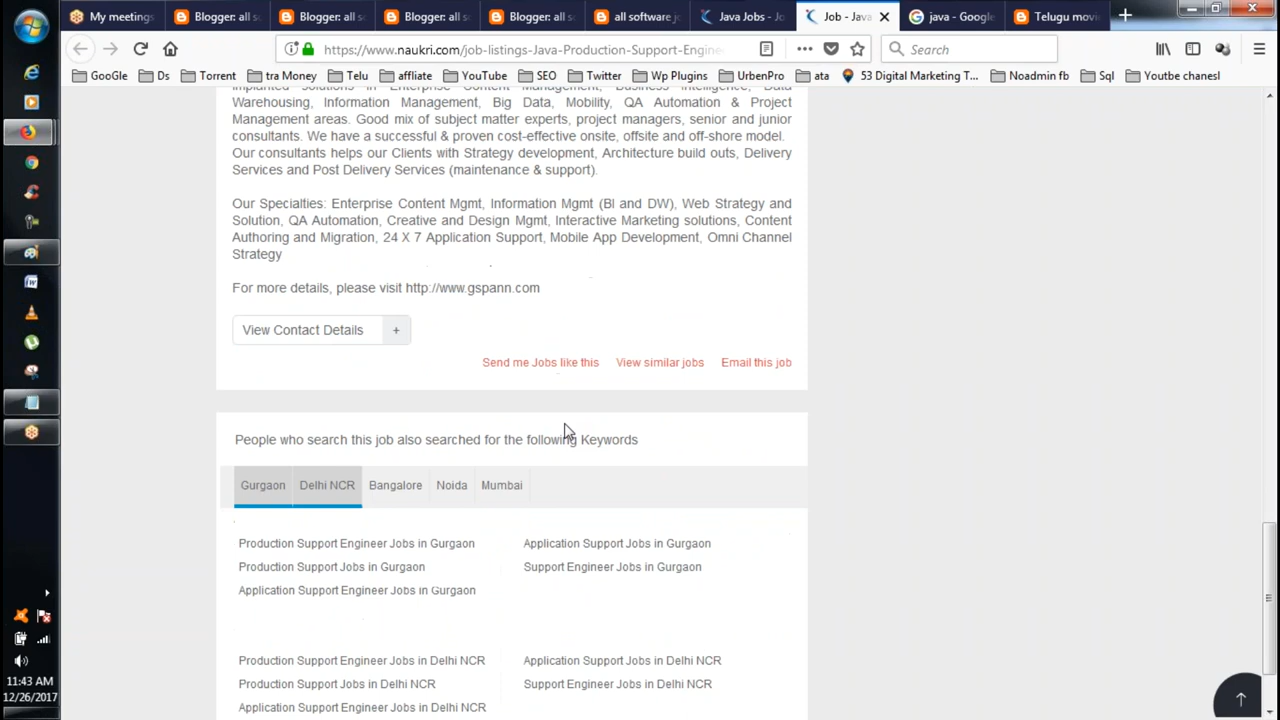 My meetings
Blogger: all s
Blogger: all s
Blogger: all s
Blogger: all s
all software j
Java Jobs - Jo
Job - Java
java - Google
Telugu movi
https://www.naukri.com/job-listings-Java-Production-Support-Engine
Search
GooGle
Ds
Torrent
tra Money
Telu
affliate
YouTube
SEO
Twitter
Wp Plugins
UrbenPro
ata
53 Digital Marketing T...
Noadmin fb
Sql
Youtbe chanesl
Implanted solutions in Enterprise Content Management, Business Intelligence, Data
Warehousing, Information Management, Big Data, Mobility, QA Automation & Project
Management areas. Good mix of subject matter experts, project managers, senior and junior
consultants. We have a successful & proven cost-effective onsite, offsite and off-shore model.
Our consultants helps our Clients with Strategy development, Architecture build outs, Delivery
Services and Post Delivery Services (maintenance & support).
Our Specialties: Enterprise Content Mgmt, Information Mgmt (BI and DW), Web Strategy and
Solution, QA Automation, Creative and Design Mgmt, Interactive Marketing solutions, Content
Authoring and Migration, 24 X 7 Application Support, Mobile App Development, Omni Channel
Strategy
For more details, please visit http://www.gspann.com
View Contact Details +
Send me Jobs like this View similar jobs Email this job
People who search this job also searched for the following Keywords
Gurgaon Delhi NCR Bangalore Noida Mumbai
Production Support Engineer Jobs in Gurgaon Application Support Jobs in Gurgaon
Production Support Jobs in Gurgaon Support Engineer Jobs in Gurgaon
Application Support Engineer Jobs in Gurgaon
Production Support Engineer Jobs in Delhi NCR Application Support Jobs in Delhi NCR
Production Support Jobs in Delhi NCR Support Engineer Jobs in Delhi NCR
Application Support Engineer Jobs in Delhi NCR
11:43 AM
12/26/2017